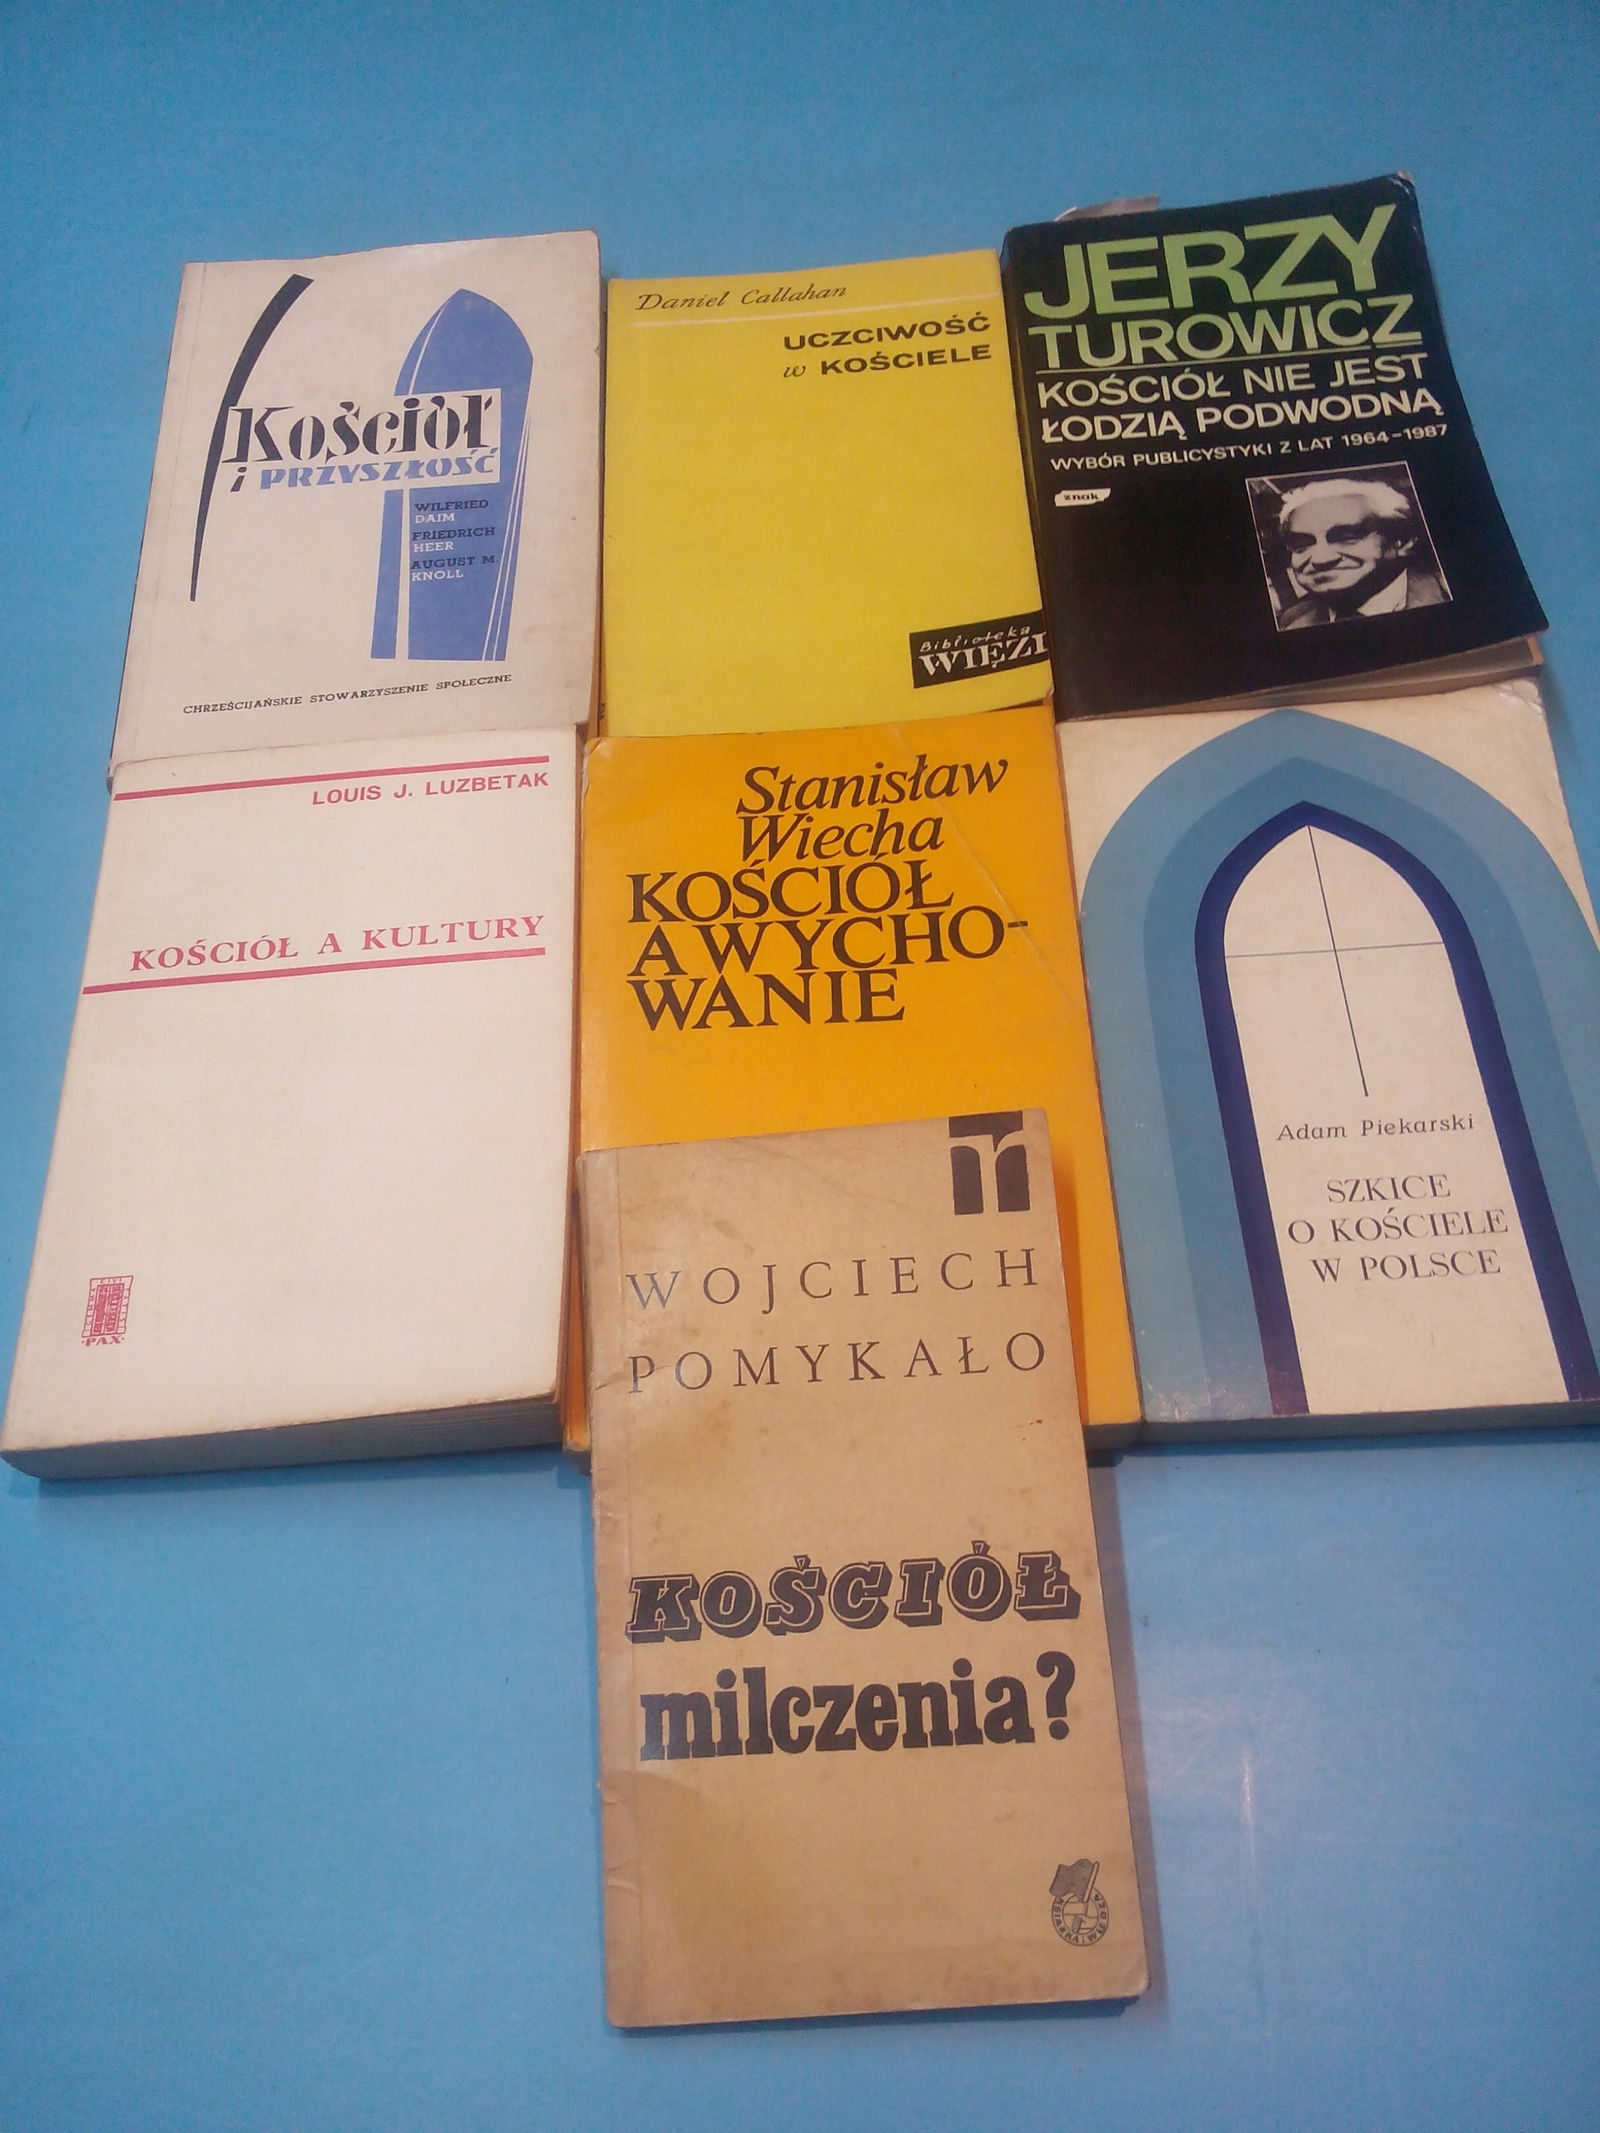 Kościół
i PRZYSZŁOŚĆ
WILFRIED
DAIM
FRIEDRICH
HEER
AUGUST M.
KNOLL
CHRZEŚCIJAŃSKIE STOWARZYSZENIE SPOŁECZNE
Daniel Callahan
UCZCIWOŚĆ
w KOŚCIELE
Biblioteka
WIĘZI
JERZY
TUROWICZ
KOŚCIÓŁ NIE JEST
ŁODZIĄ PODWODNĄ
WYBÓR PUBLICYSTYKI Z LAT 1964-1987
znak
LOUIS J. LUZBETAK
KOŚCIÓŁ A KULTURY
PAX
Stanisław
Wiecha
KOŚCIÓŁ
A WYCHO-
WANIE
Adam Piekarski
SZKICE
O KOŚCIELE
W POLSCE
WOJCIECH
POMYKAŁO
KOŚCIÓŁ
milczenia?
KSIĄŻKA i WIEDZA